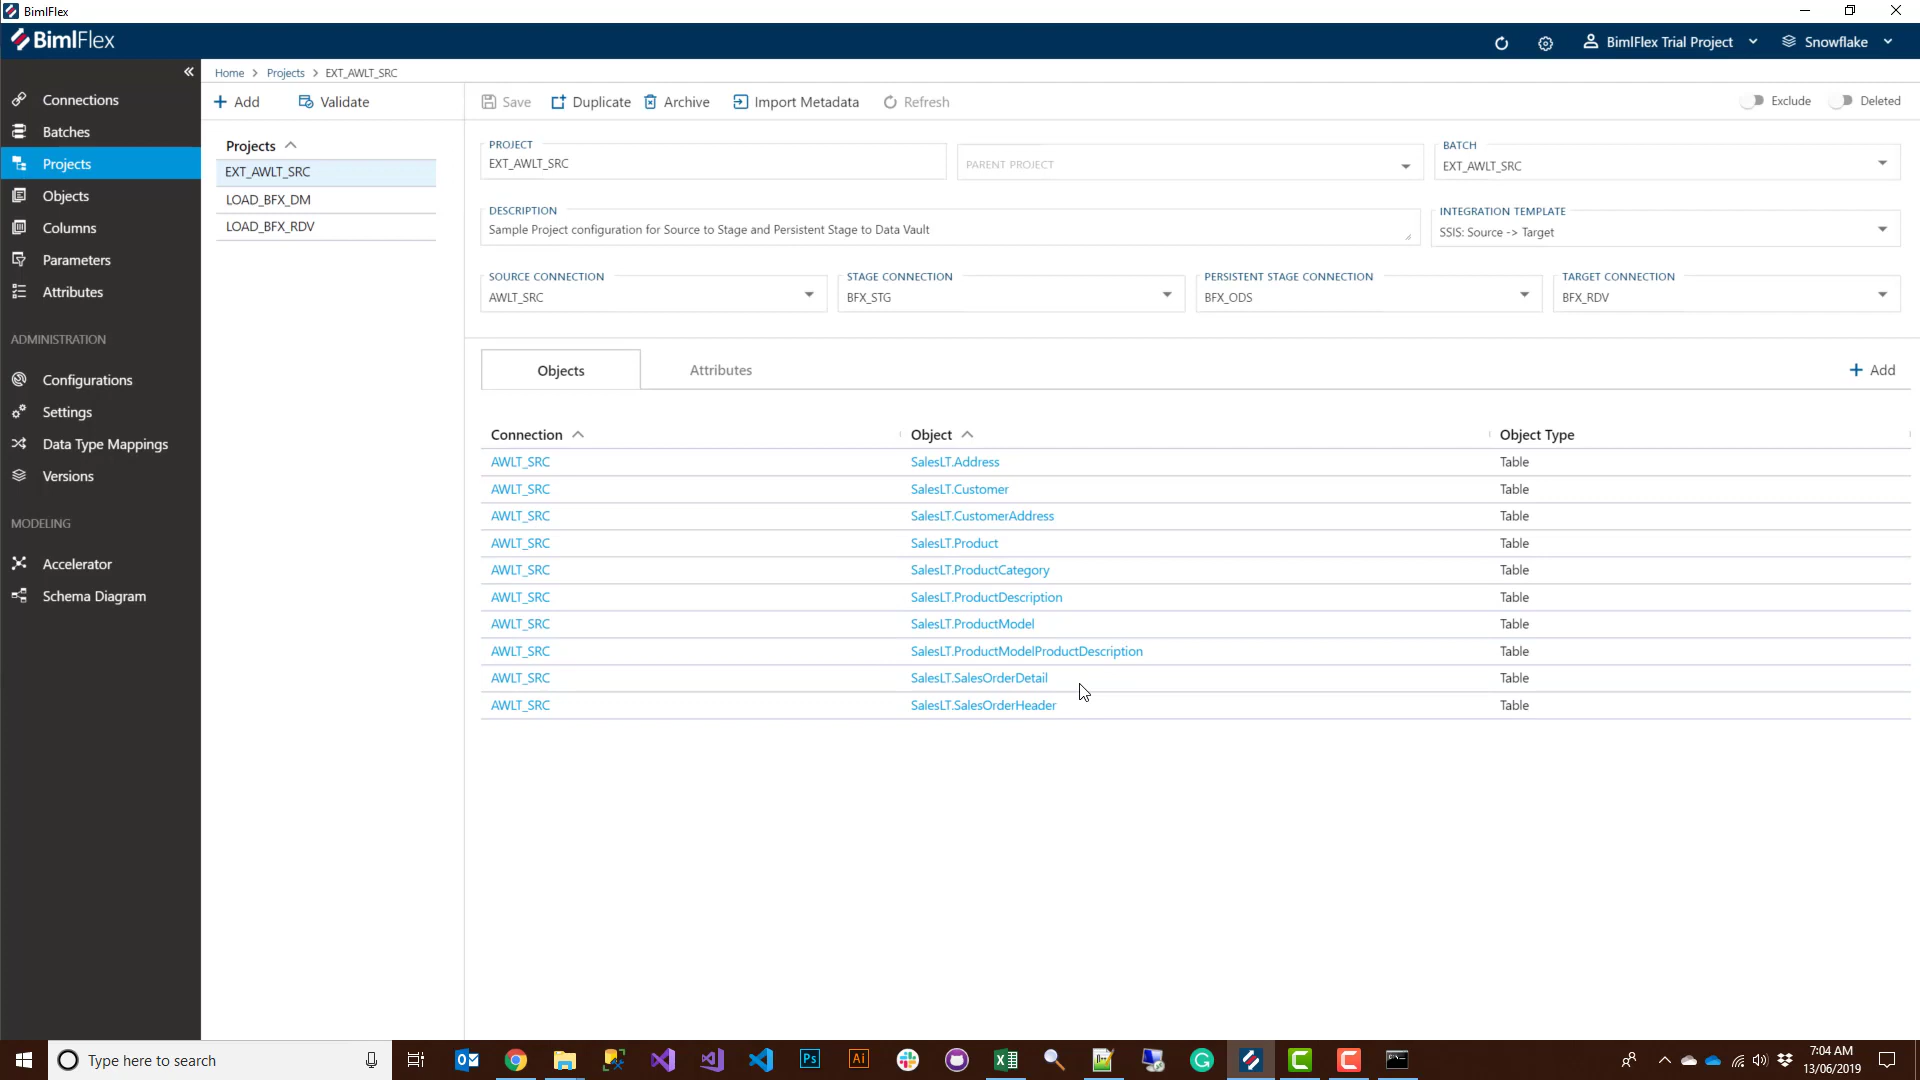 BimlFlex
BimlFlex
BimlFlex Trial Project
Snowflake
Home > Projects > EXT_AWLT_SRC
Connections
Batches
Projects
Objects
Columns
Parameters
Attributes
ADMINISTRATION
Configurations
Settings
Data Type Mappings
Versions
MODELING
Accelerator
Schema Diagram
Add
Validate
Projects
EXT_AWLT_SRC
LOAD_BFX_DM
LOAD_BFX_RDV
Save
Duplicate
Archive
Import Metadata
Refresh
Exclude
Deleted
PROJECT
EXT_AWLT_SRC
PARENT PROJECT
BATCH
EXT_AWLT_SRC
DESCRIPTION
Sample Project configuration for Source to Stage and Persistent Stage to Data Vault
INTEGRATION TEMPLATE
SSIS: Source -> Target
SOURCE CONNECTION
AWLT_SRC
STAGE CONNECTION
BFX_STG
PERSISTENT STAGE CONNECTION
BFX_ODS
TARGET CONNECTION
BFX_RDV
Objects
Attributes
Add
Connection Object Object Type
AWLT_SRC SalesLT.Address Table
AWLT_SRC SalesLT.Customer Table
AWLT_SRC SalesLT.CustomerAddress Table
AWLT_SRC SalesLT.Product Table
AWLT_SRC SalesLT.ProductCategory Table
AWLT_SRC SalesLT.ProductDescription Table
AWLT_SRC SalesLT.ProductModel Table
AWLT_SRC SalesLT.ProductModelProductDescription Table
AWLT_SRC SalesLT.SalesOrderDetail Table
AWLT_SRC SalesLT.SalesOrderHeader Table
Type here to search
Ps
Ai
7:04 AM
13/06/2019